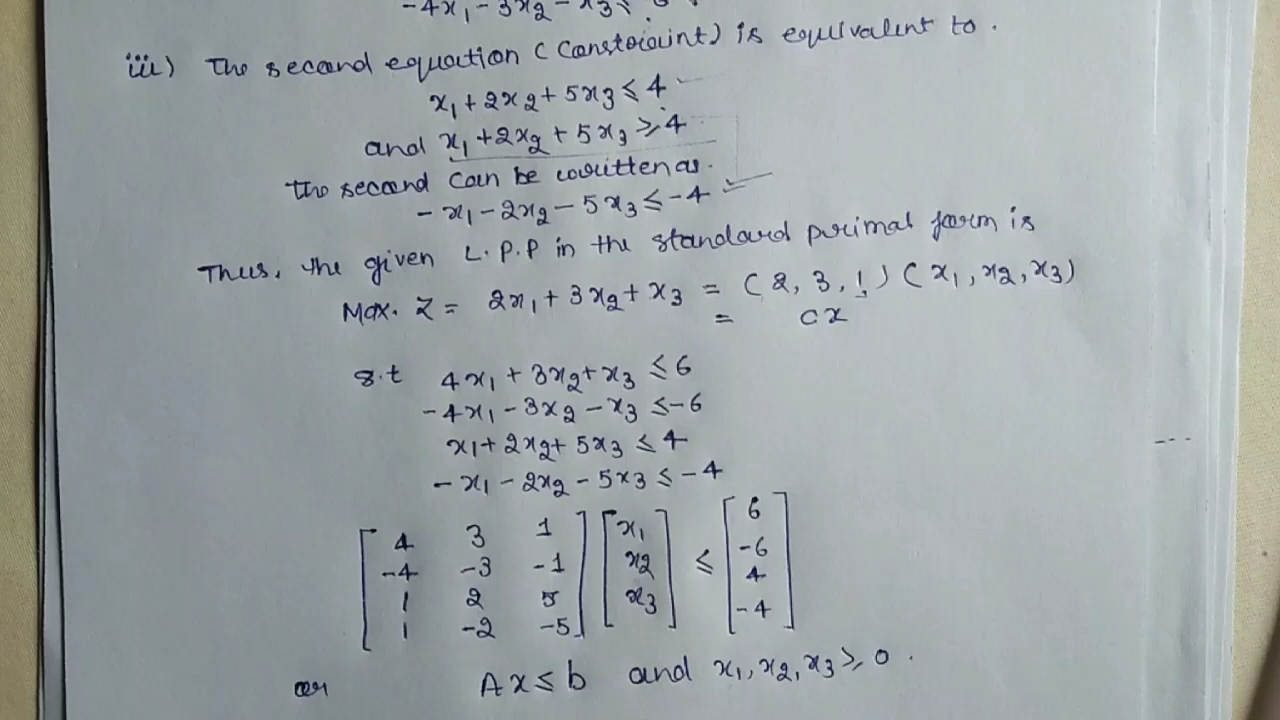 -4x₁ - 3x₂ - x₃ ≤
iii) The second equation (Constraint) is equivalent to.
x₁ + 2x₂ + 5x₃ ≤ 4
and x₁ + 2x₂ + 5x₃ ≥ 4
the second can be written as.
- x₁ - 2x₂ - 5x₃ ≤ -4
Thus, the given L.P.P in the standard primal form is
Max. Z = 2x₁ + 3x₂ + x₃ = (2, 3, 1) (x₁, x₂, x₃)
= cx
s.t 4x₁ + 3x₂ + x₃ ≤ 6
-4x₁ - 3x₂ - x₃ ≤ -6
x₁ + 2x₂ + 5x₃ ≤ 4
- x₁ - 2x₂ - 5x₃ ≤ -4
[4 3 1] [x₁] ≤ [6]
[-4 -3 -1] [x₂] [-6]
[1 2 5] [x₃] [4]
[1 -2 -5] [-4]
or Ax ≤ b and x₁, x₂, x₃ ≥ 0.